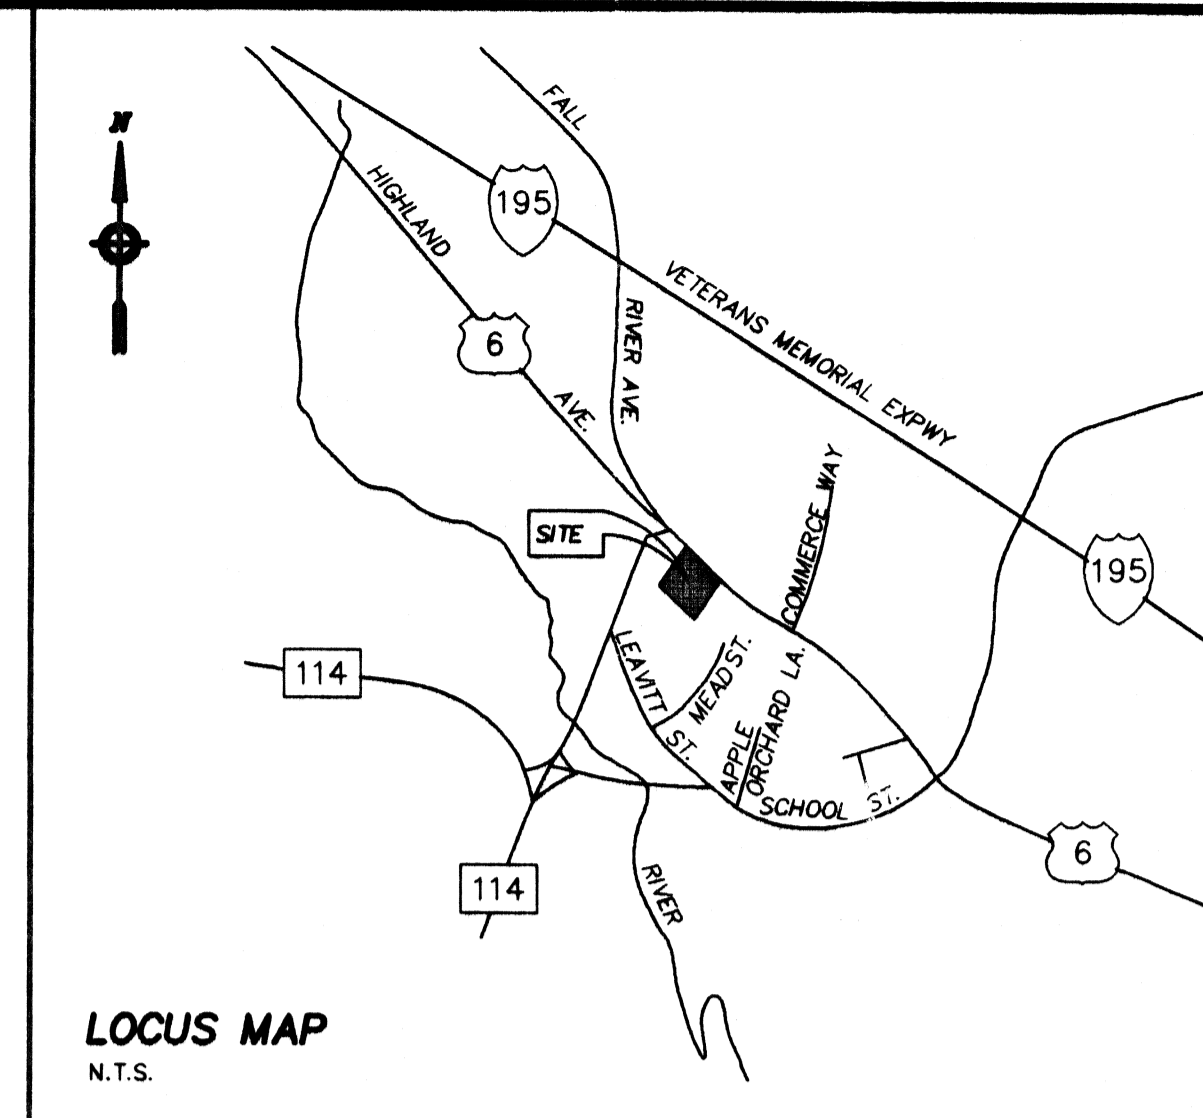 N
FALL
RIVER AVE.
195
HIGHLAND
AVE.
6
VETERANS MEMORIAL EXPWY
195
SITE
COMMERCE WAY
LEAVITT
ST.
MEAD ST.
APPLE
ORCHARD LA.
SCHOOL ST.
114
114
6
RIVER
LOCUS MAP
N.T.S.